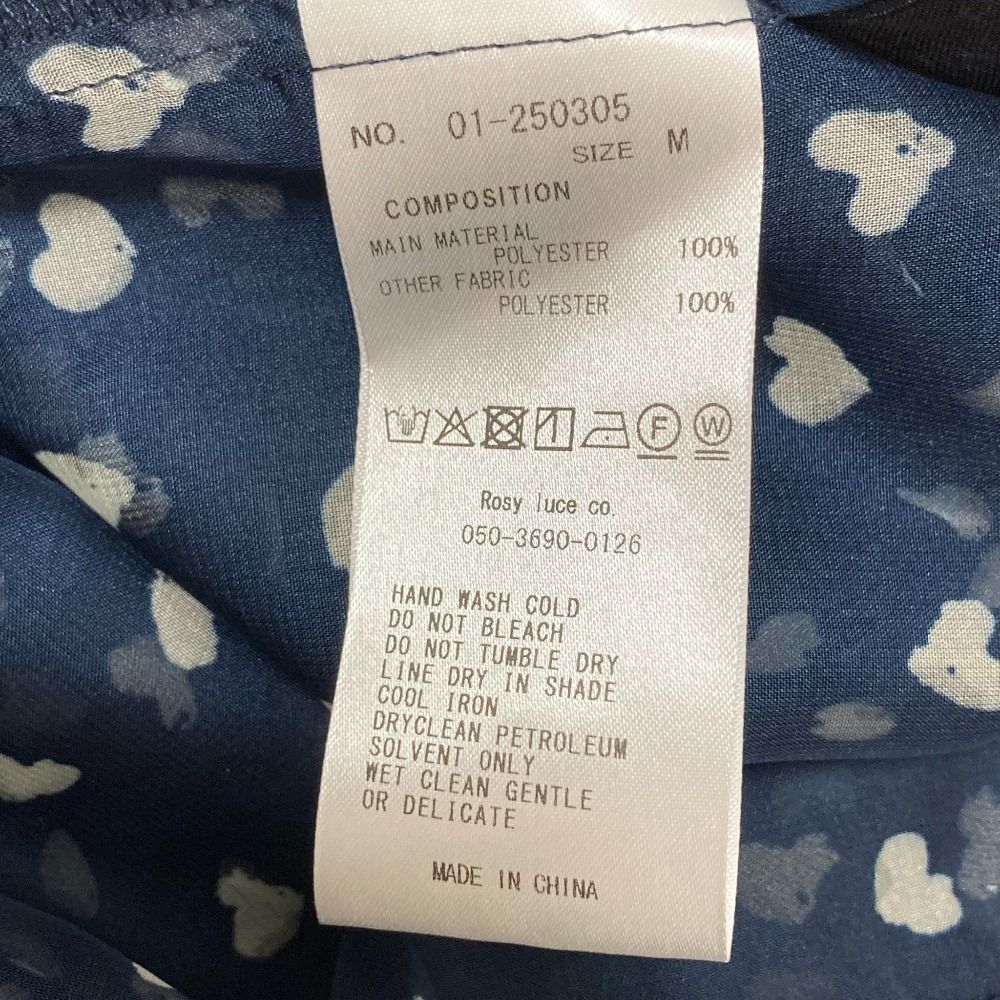 NO. 01-250305
SIZE M
COMPOSITION
MAIN MATERIAL
POLYESTER 100%
OTHER FABRIC
POLYESTER 100%
F W
Rosy luce co.
050-3690-0126
HAND WASH COLD
DO NOT BLEACH
DO NOT TUMBLE DRY
LINE DRY IN SHADE
COOL IRON
DRYCLEAN PETROLEUM
SOLVENT ONLY
WET CLEAN GENTLE
OR DELICATE
MADE IN CHINA